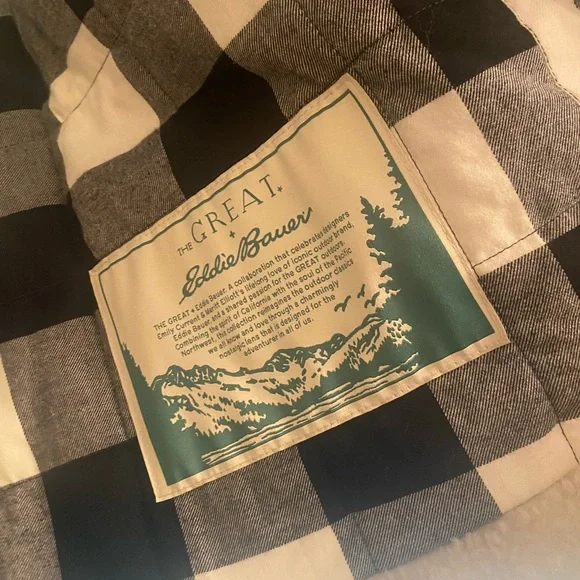 THE GREAT.
+
Eddie Bauer
THE GREAT + Eddie Bauer. A collaboration that celebrates designers
Emily Current & Meritt Elliott's lifelong love of iconic outdoor brand,
Eddie Bauer and a shared passion for the GREAT outdoors.
Combining the spirit of California with the soul of the Pacific
Northwest, this collection reimagines the outdoor classics
we all know and love through a charmingly
nostalgic lens that is designed for the
adventurer in all of us.